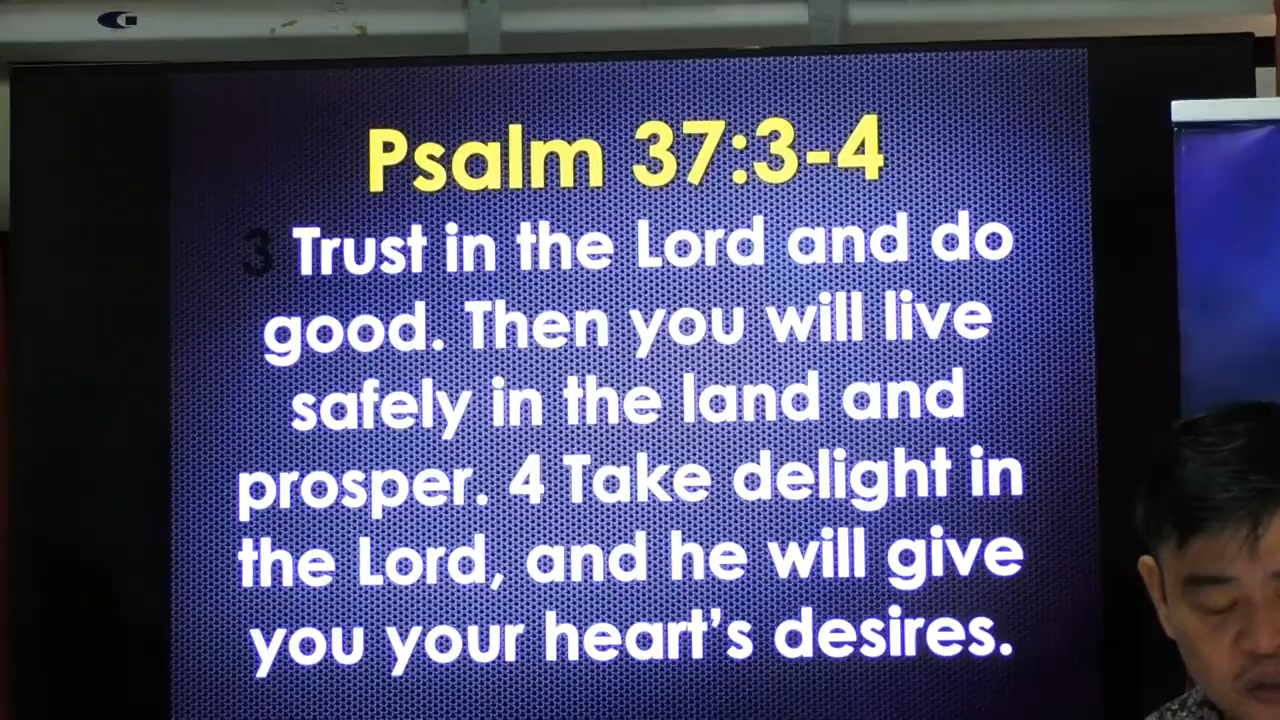 Psalm 37:3-4
3 Trust in the Lord and do
good. Then you will live
safely in the land and
prosper. 4 Take delight in
the Lord, and he will give
you your heart’s desires.